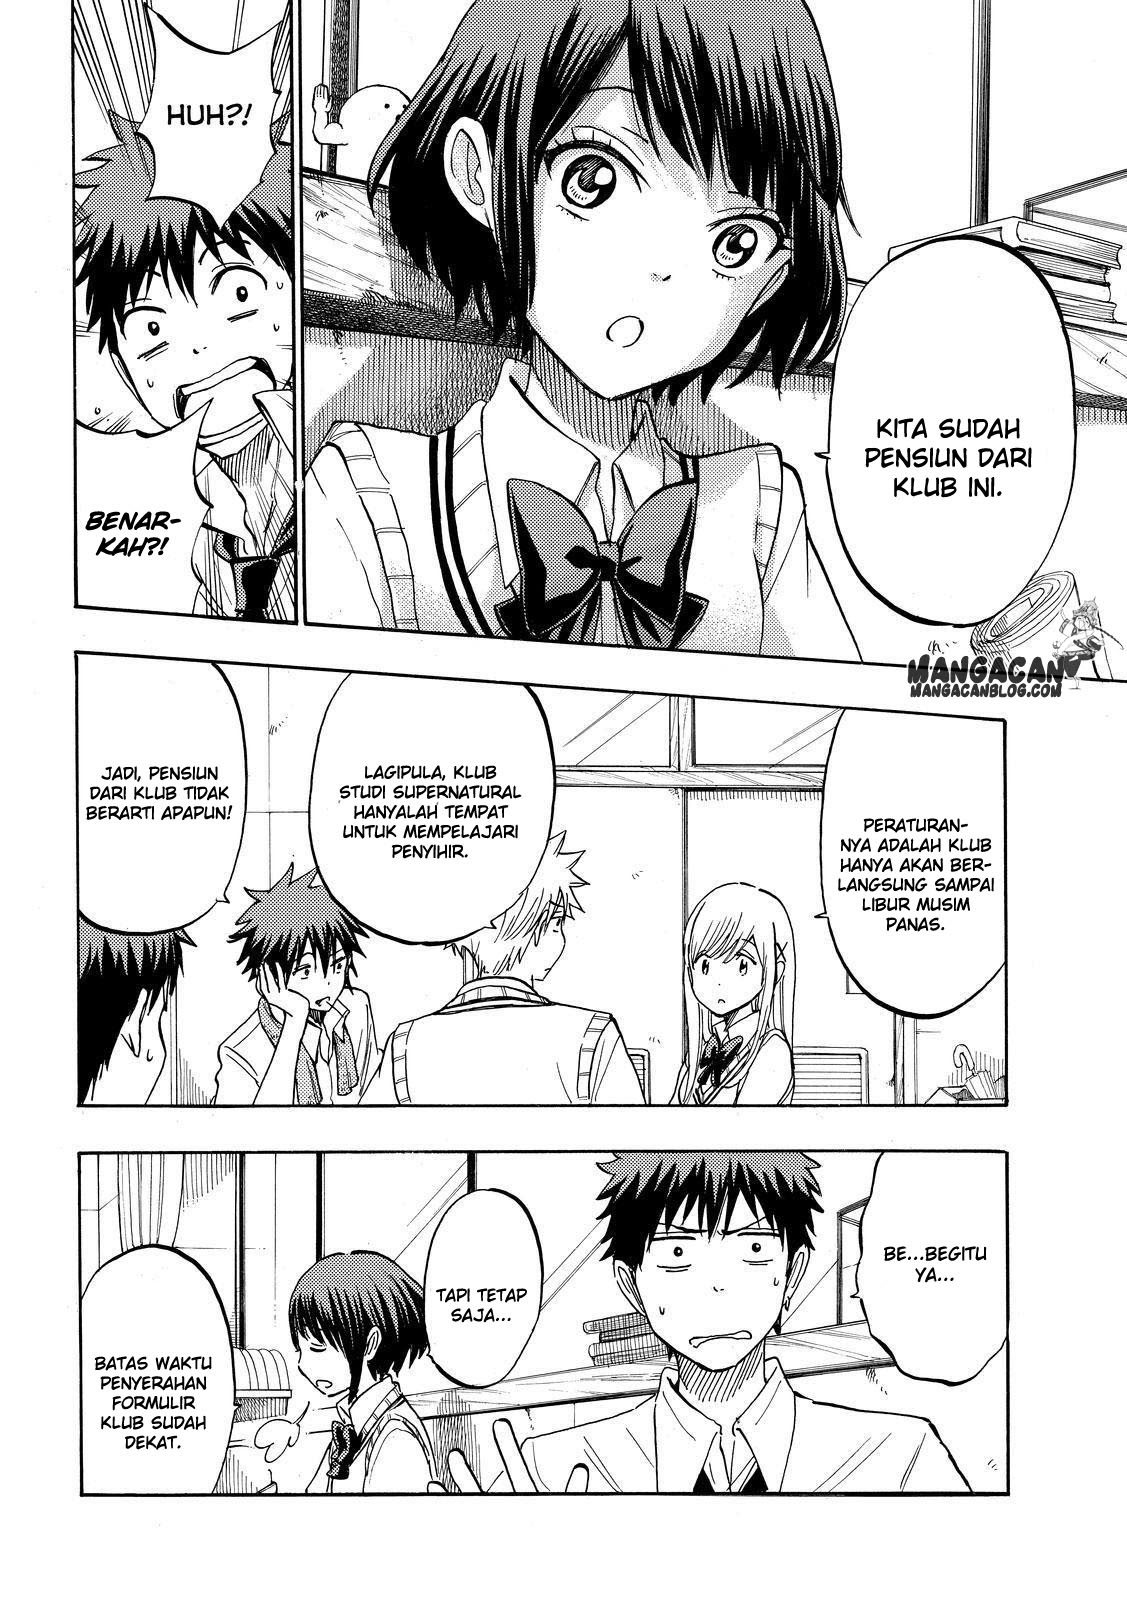 KITA SUDAH
PENSIUN DARI
KLUB INI.
HUH?!
BENAR-
KAH?!
MANGACAN
MANGACANBLOG.COM
PERATURAN-
NYA ADALAH KLUB
HANYA AKAN BER-
LANGSUNG SAMPAI
LIBUR MUSIM
PANAS.
LAGIPULA, KLUB
STUDI SUPERNATURAL
HANYALAH TEMPAT
UNTUK MEMPELAJARI
PENYIHIR.
JADI, PENSIUN
DARI KLUB TIDAK
BERARTI APAPUN!
BE...BEGITU
YA...
TAPI TETAP
SAJA...
BATAS WAKTU
PENYERAHAN
FORMULIR
KLUB SUDAH
DEKAT.